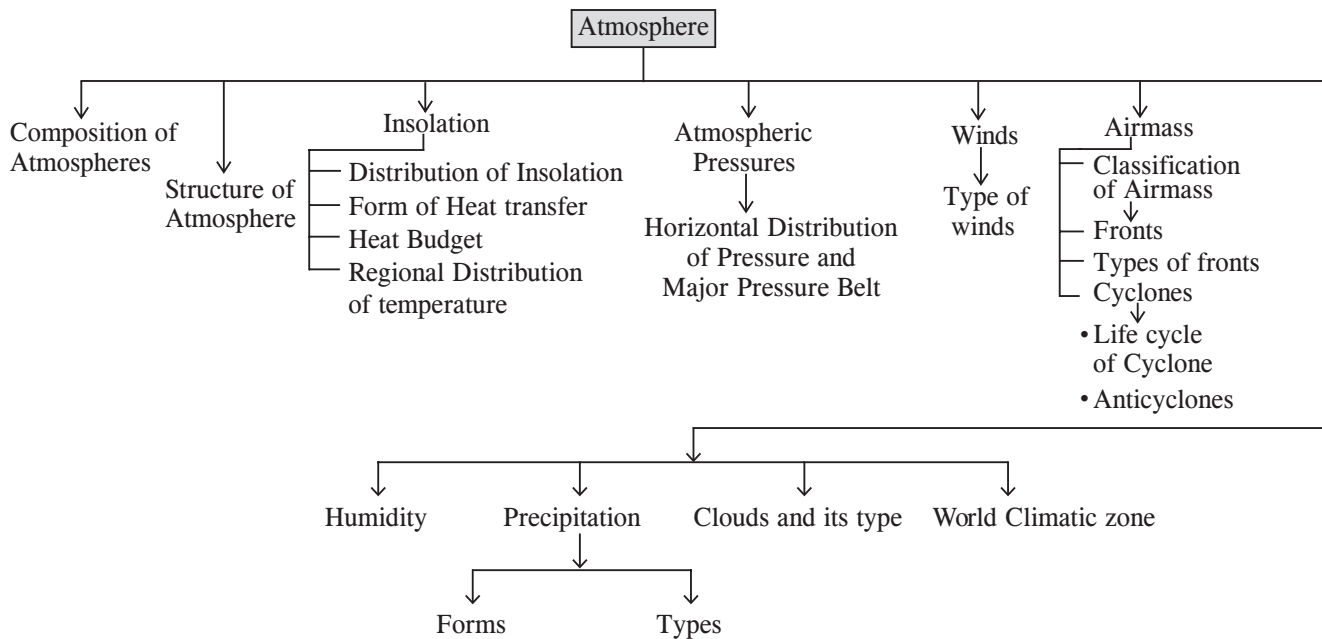 Atmosphere
Composition of
Atmospheres
Structure of
Atmosphere
Insolation
Distribution of Insolation
Form of Heat transfer
Heat Budget
Regional Distribution
of temperature
Atmospheric
Pressures
Horizontal Distribution
of Pressure and
Major Pressure Belt
Winds
Type of
winds
Airmass
Classification
of Airmass
Fronts
Types of fronts
Cyclones
• Life cycle
of Cyclone
• Anticyclones
Humidity
Precipitation
Forms
Types
Clouds and its type
World Climatic zone